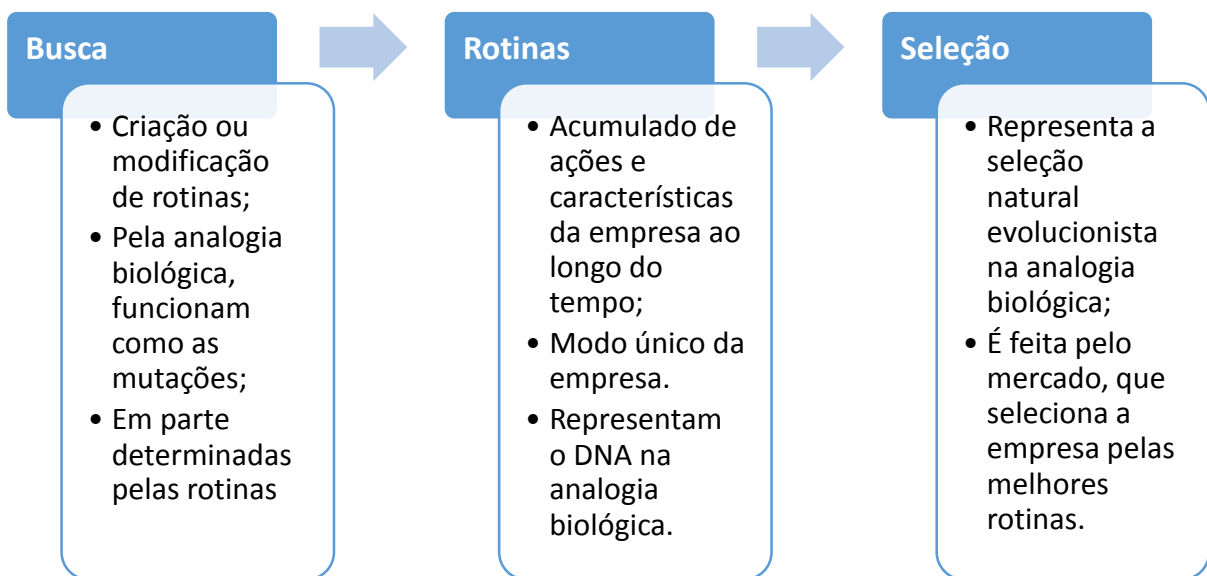 Busca
• Criação ou
modificação
de rotinas;
• Pela analogia
biológica,
funcionam
como as
mutações;
• Em parte
determinadas
pelas rotinas
Rotinas
• Acumulado de
ações e
características
da empresa ao
longo do
tempo;
• Modo único da
empresa.
• Representam
o DNA na
analogia
biológica.
Seleção
• Representa a
seleção
natural
evolucionista
na analogia
biológica;
• É feita pelo
mercado, que
seleciona a
empresa pelas
melhores
rotinas.